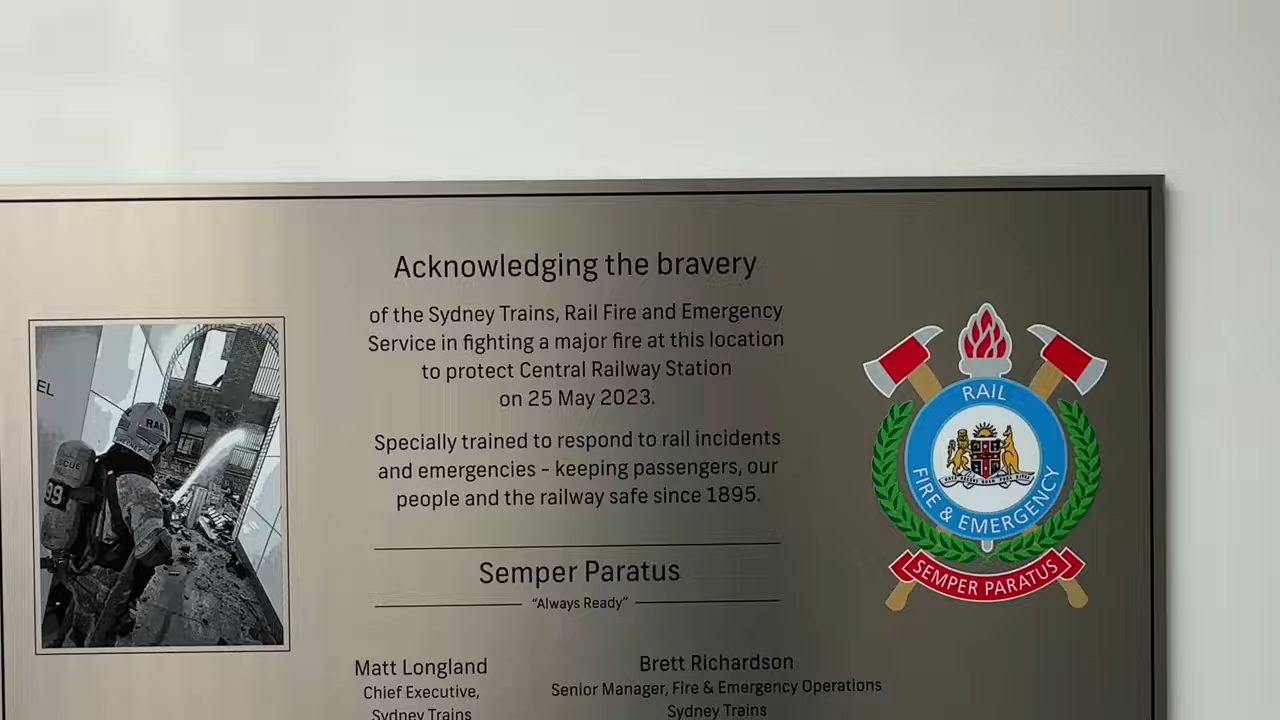 Acknowledging the bravery
of the Sydney Trains, Rail Fire and Emergency
Service in fighting a major fire at this location
to protect Central Railway Station
on 25 May 2023.
Specially trained to respond to rail incidents
and emergencies - keeping passengers, our
people and the railway safe since 1895.
Semper Paratus
“Always Ready”
Matt Longland
Chief Executive,
Sydney Trains
Brett Richardson
Senior Manager, Fire & Emergency Operations
Sydney Trains
EL
RAIL
99
RAIL
FIRE & EMERGENCY
SEMPER PARATUS